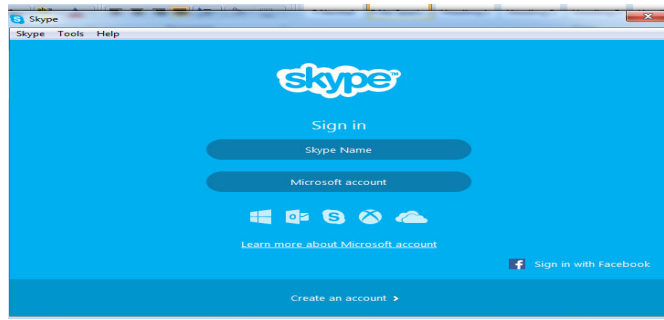 Skype
Skype Tools Help
skype
Sign in
Skype Name
Microsoft account
Learn more about Microsoft account
Sign in with Facebook
Create an account >